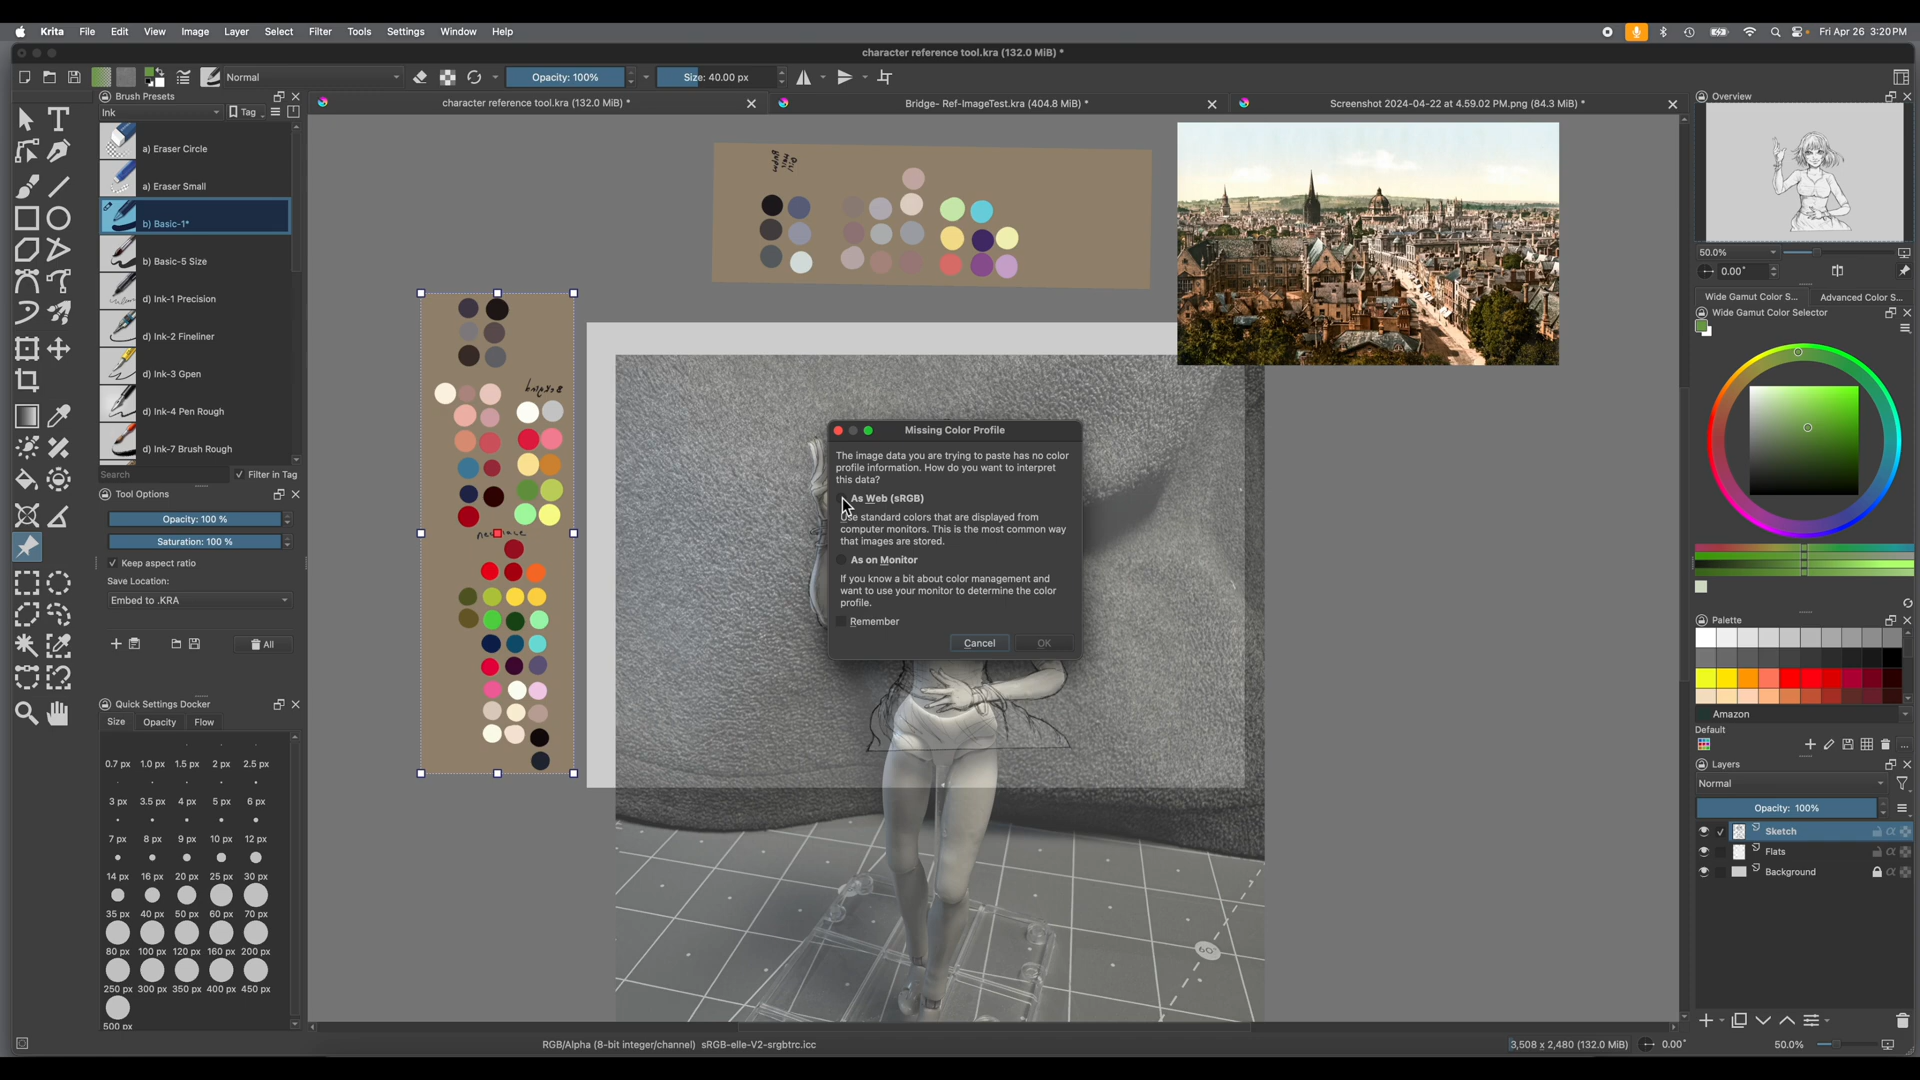 Krita File Edit View Image Layer Select Filter Tools Settings Window Help Fri Apr 26 3:20PM
character reference tool.kra (132.0 MiB) *
Normal Opacity: 100% Size: 40.00 px
Brush Presets
character reference tool.kra (132.0 MiB) * Bridge- Ref-ImageTest.kra (404.8 MiB) * Screenshot 2024-04-22 at 4.59.02 PM.png (84.3 MiB) *
Overview
Ink Tag
a) Eraser Circle
a) Eraser Small
b) Basic-1*
b) Basic-5 Size
d) Ink-1 Precision
d) Ink-2 Fineliner
d) Ink-3 Gpen
d) Ink-4 Pen Rough
d) Ink-7 Brush Rough
Search Filter in Tag
Tool Options
Opacity: 100 %
Saturation: 100 %
Keep aspect ratio
Save Location:
Embed to .KRA
All
Quick Settings Docker
Size Opacity Flow
0.7 px 1.0 px 1.5 px 2 px 2.5 px
3 px 3.5 px 4 px 5 px 6 px
7 px 8 px 9 px 10 px 12 px
14 px 16 px 20 px 25 px 30 px
35 px 40 px 50 px 60 px 70 px
80 px 100 px 120 px 160 px 200 px
250 px 300 px 350 px 400 px 450 px
500 px
Missing Color Profile
The image data you are trying to paste has no color
profile information. How do you want to interpret
this data?
As Web (sRGB)
Use standard colors that are displayed from
computer monitors. This is the most common way
that images are stored.
As on Monitor
If you know a bit about color management and
want to use your monitor to determine the color
profile.
Remember
Cancel OK
50.0%
0.00°
Wide Gamut Color S... Advanced Color S...
Wide Gamut Color Selector
Palette
Amazon
Default
Layers
Normal
Opacity: 100%
Sketch
Flats
Background
RGB/Alpha (8-bit integer/channel) sRGB-elle-V2-srgbtrc.icc 3,508 x 2,480 (132.0 MiB) 0.00° 50.0%